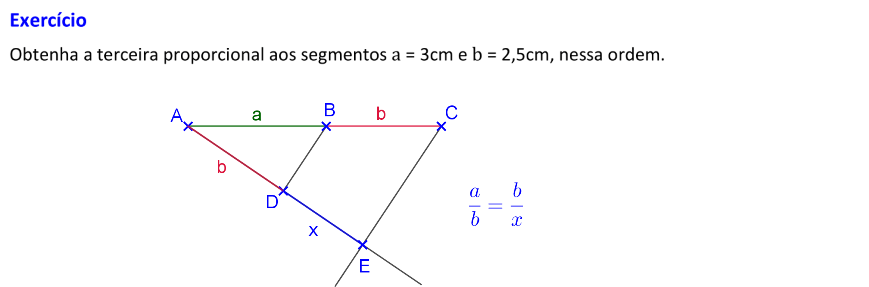 Exercício
Obtenha a terceira proporcional aos segmentos a = 3cm e b = 2,5cm, nessa ordem.
A a B b C
b
D
x
E
a/b = b/x